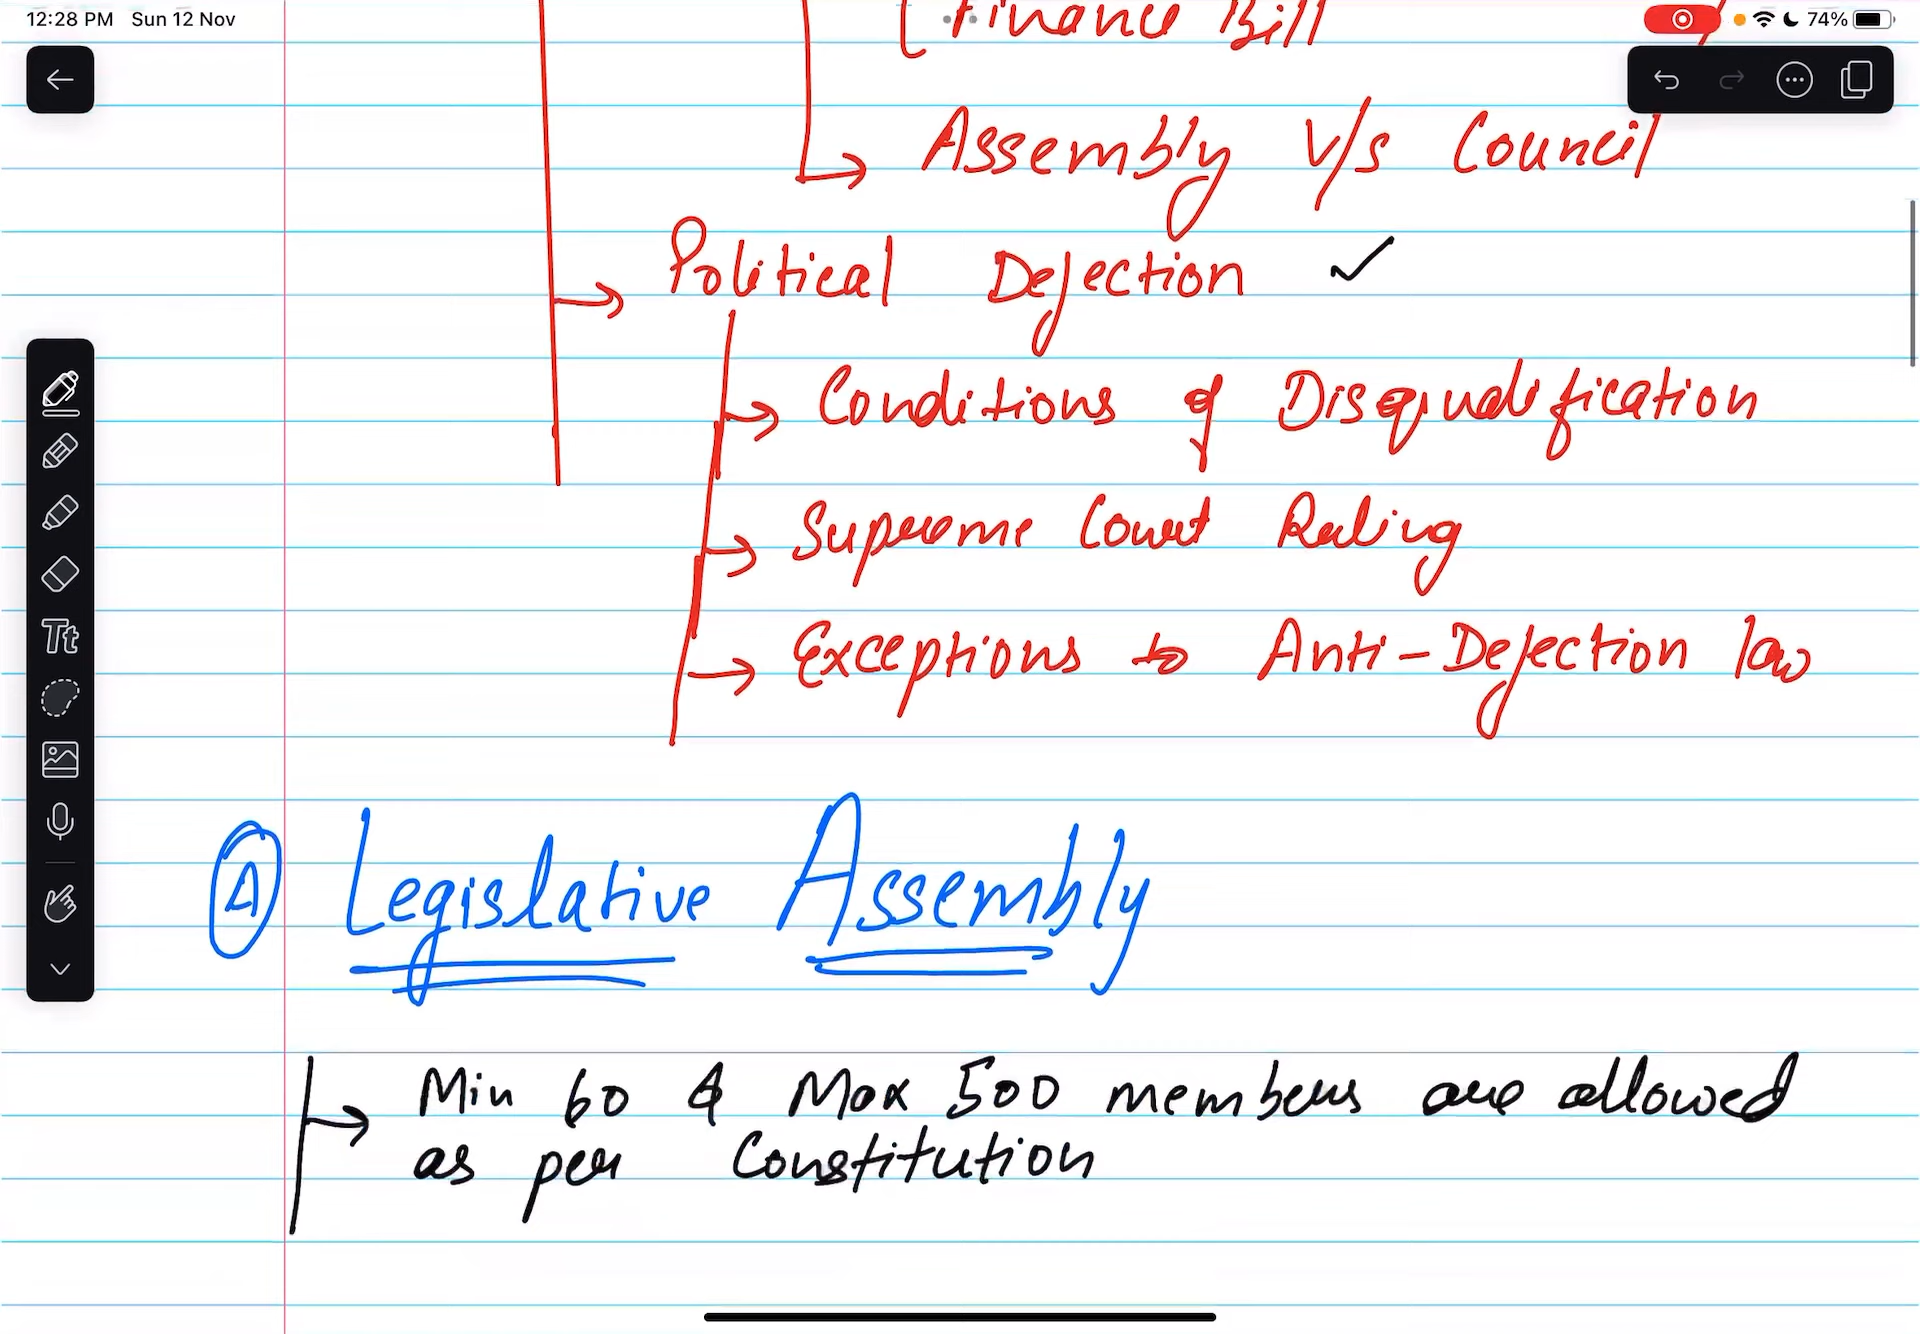 12:28 PM Sun 12 Nov
74%
Finance Bill
→ Assembly V/s Council
→ Political Defection ✓
→ Conditions of Disqualification
→ Supreme Court Ruling
→ Exceptions to Anti-Defection law
Tt
A Legislative Assembly
→ Min 60 & Max 500 members are allowed
as per Constitution